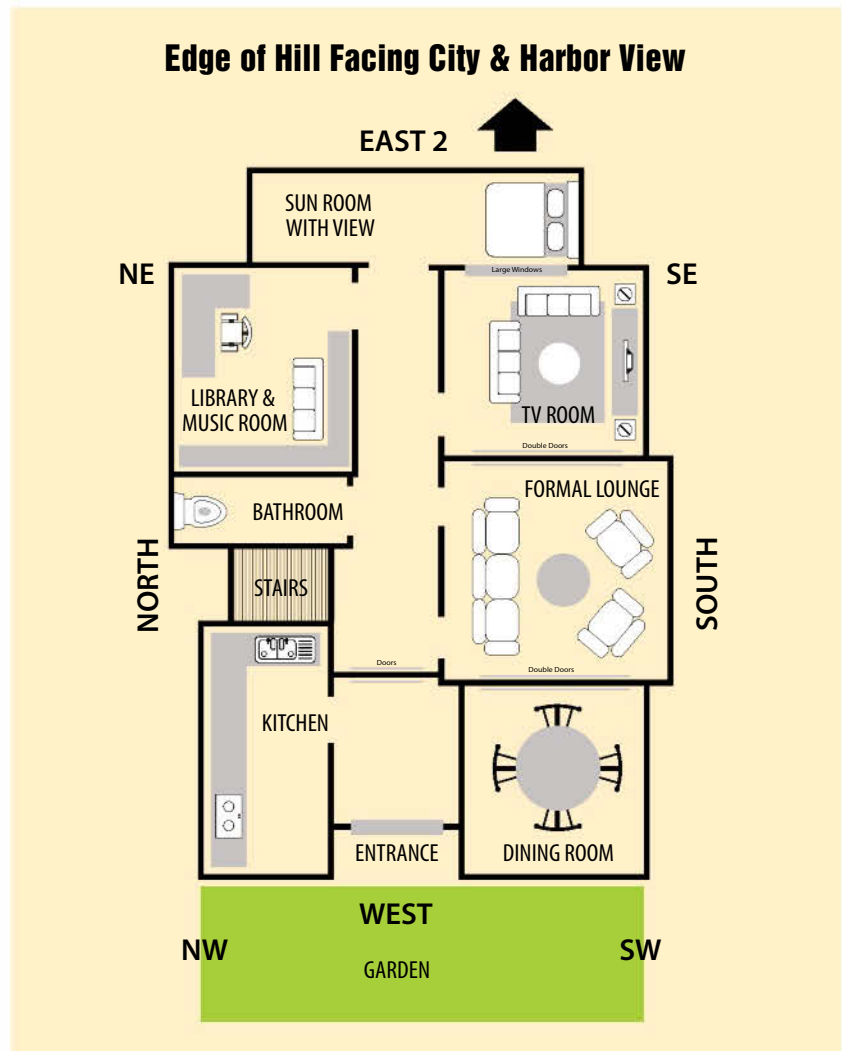 Edge of Hill Facing City & Harbor View
EAST 2
SUN ROOM
WITH VIEW
NE
Large Windows
SE
LIBRARY &
MUSIC ROOM
TV ROOM
Double Doors
BATHROOM
FORMAL LOUNGE
NORTH
STAIRS
SOUTH
Doors
Double Doors
KITCHEN
ENTRANCE
DINING ROOM
WEST
NW
SW
GARDEN